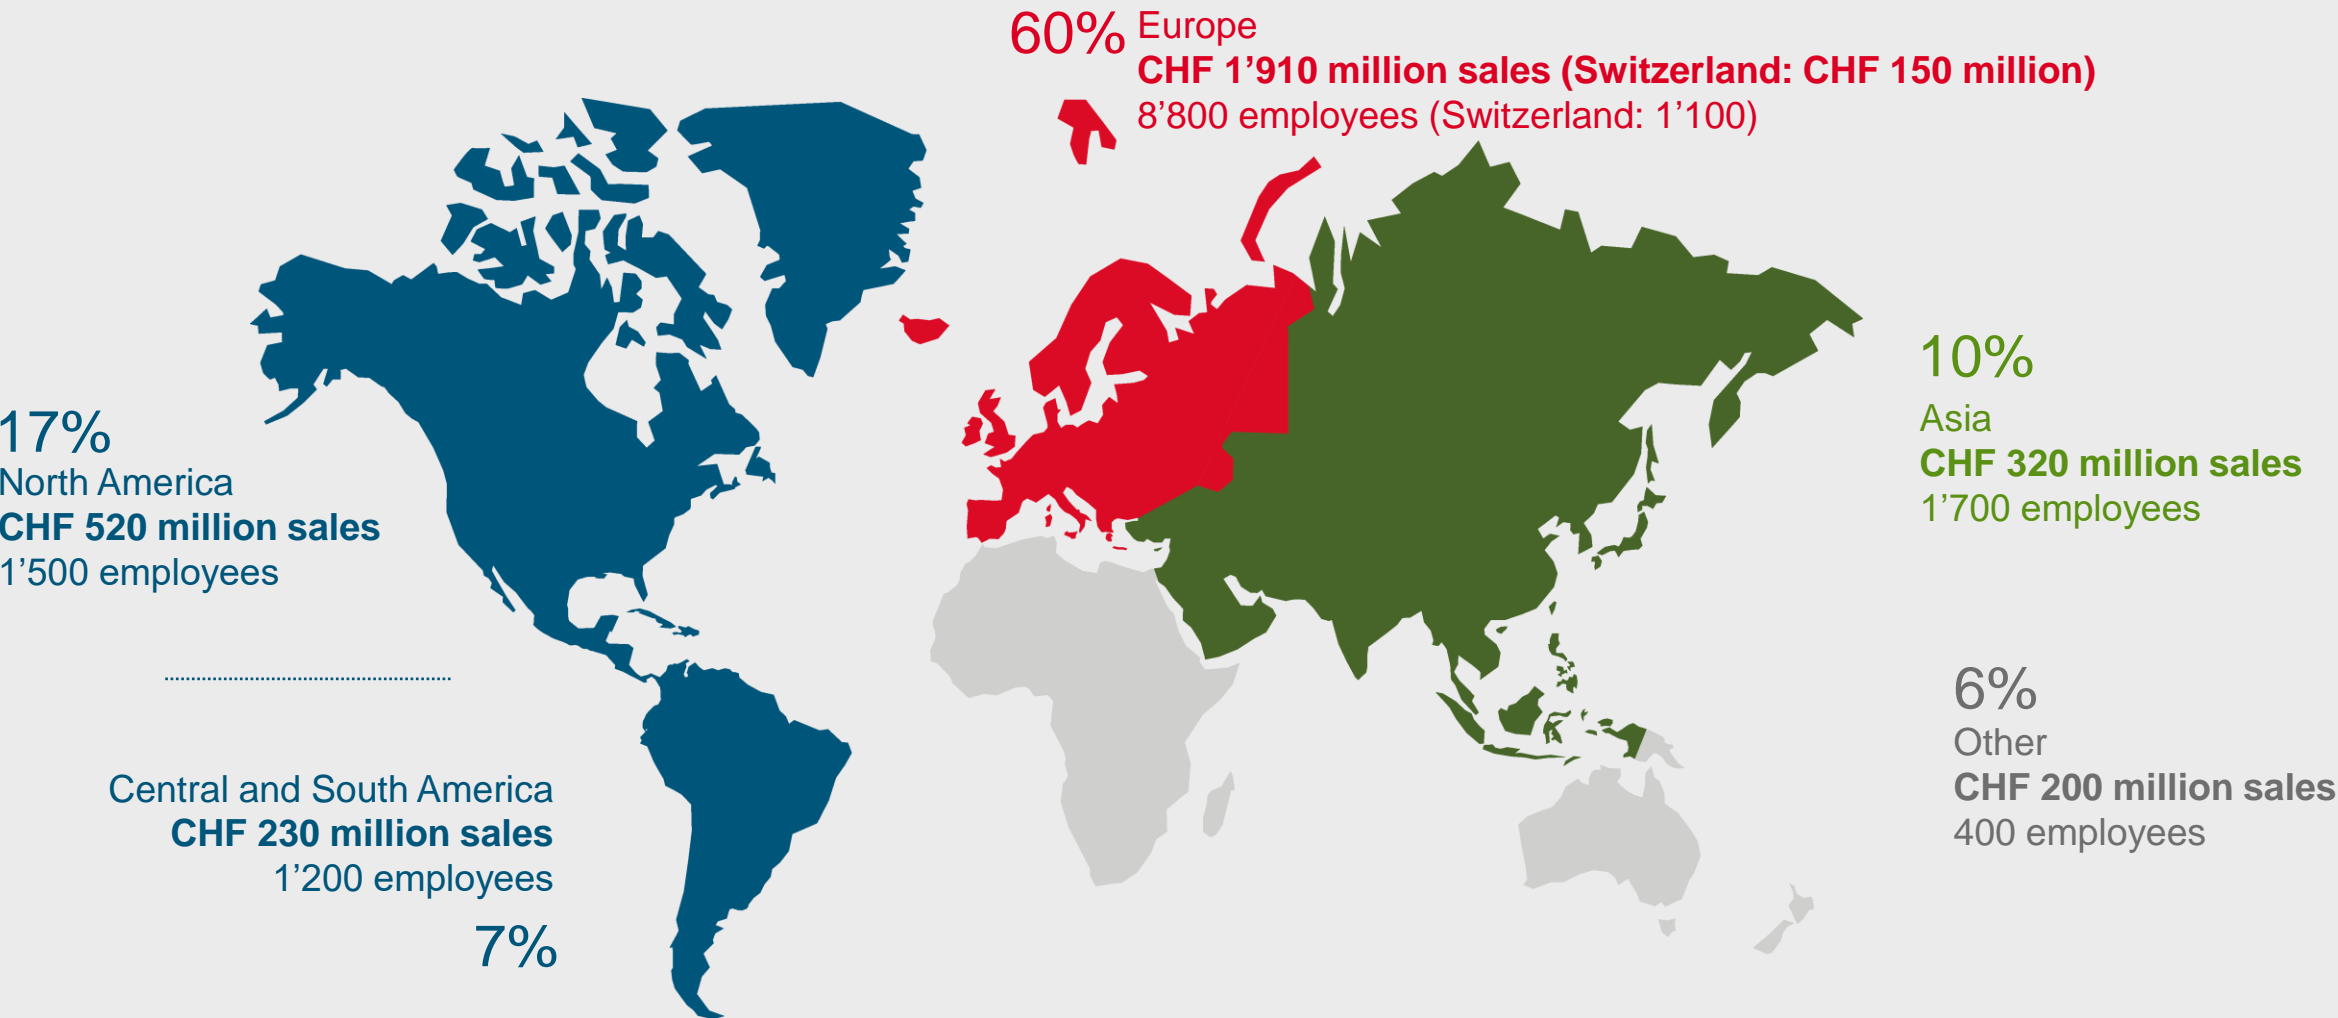 60% Europe
CHF 1’910 million sales (Switzerland: CHF 150 million)
8’800 employees (Switzerland: 1’100)
17%
North America
CHF 520 million sales
1’500 employees
10%
Asia
CHF 320 million sales
1’700 employees
6%
Other
CHF 200 million sales
400 employees
Central and South America
CHF 230 million sales
1’200 employees
7%